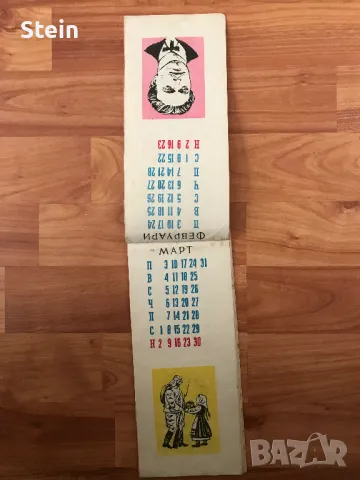 Stein
ФЕВРУАРИ
П 3 10 17 24
В 4 11 18 25
С 5 12 19 26
Ч 6 13 20 27
П 7 14 21 28
С 1 8 15 22
Н 2 9 16 23
МАРТ
П 3 10 17 24 31
В 4 11 18 25
С 5 12 19 26
Ч 6 13 20 27
П 7 14 21 28
С 1 8 15 22 29
Н 2 9 16 23 30
BAZAR
bg